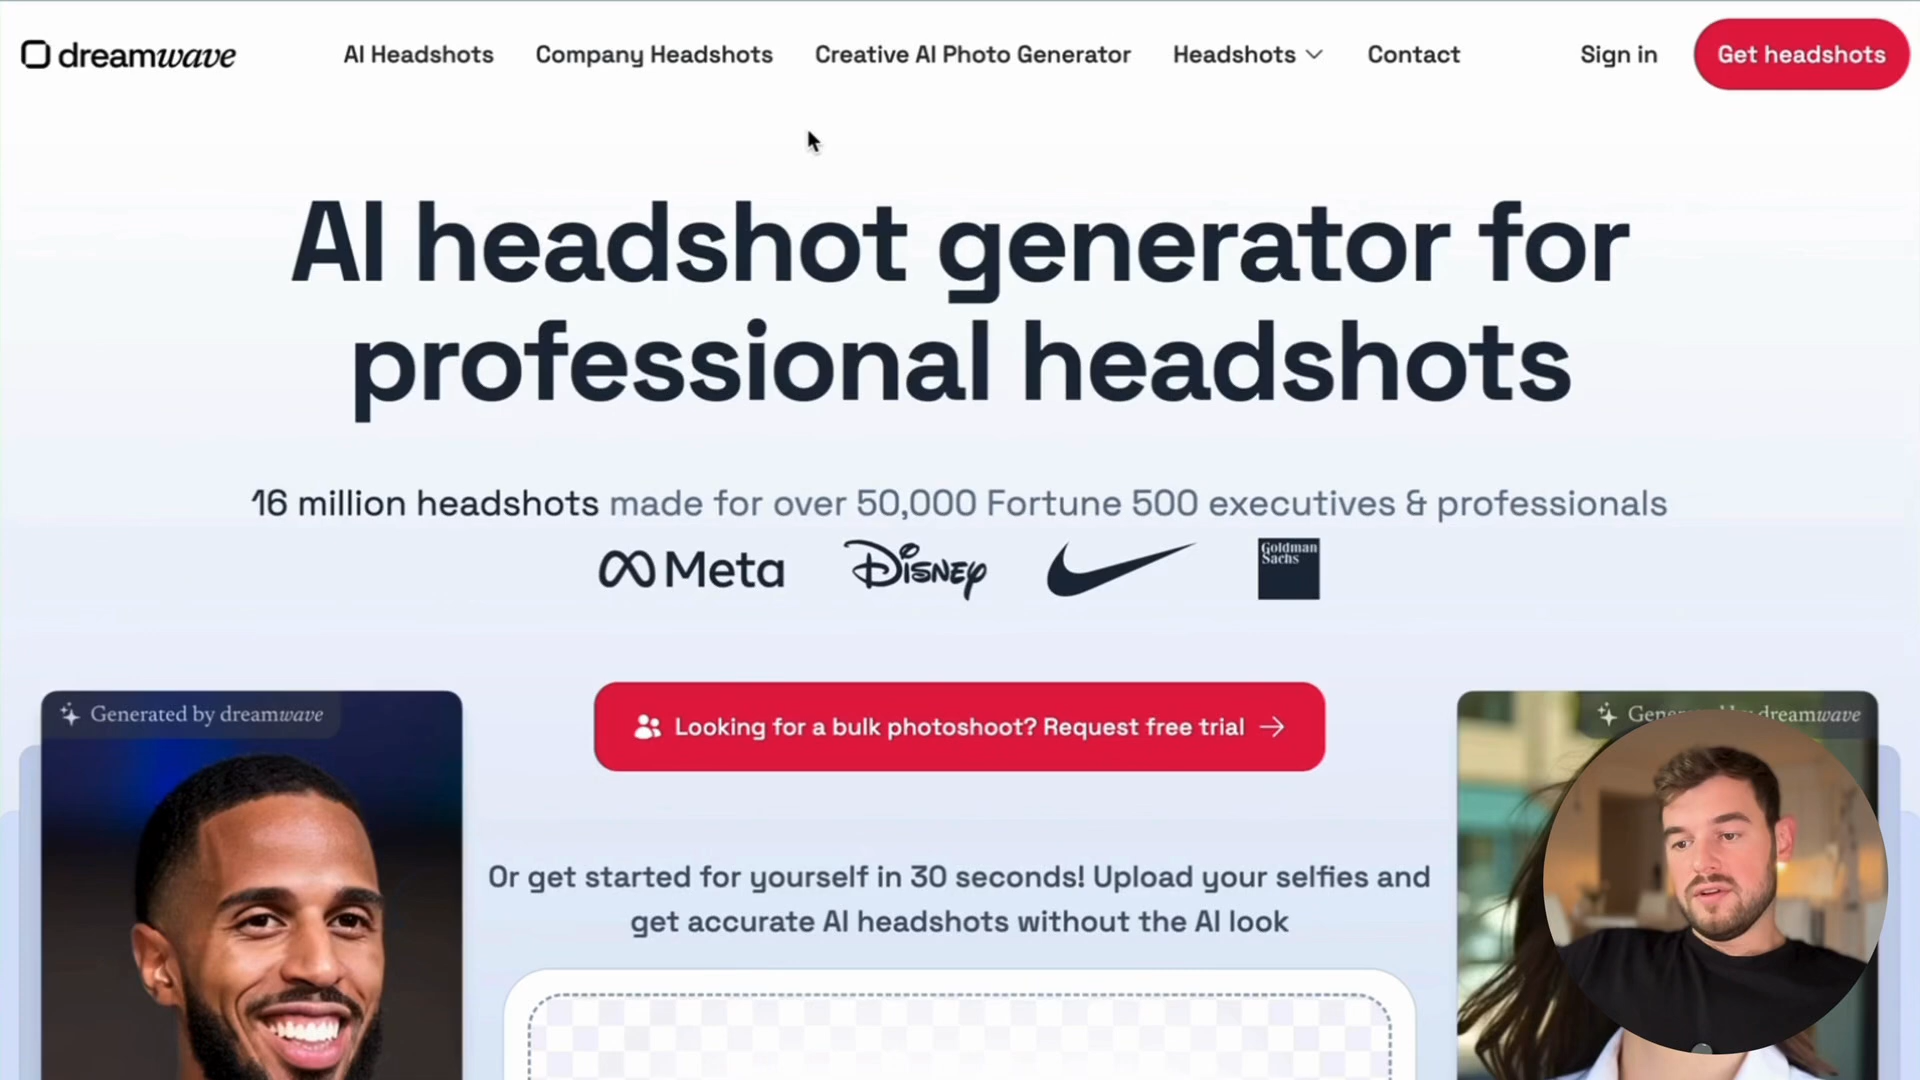 dreamwave
AI Headshots
Company Headshots
Creative AI Photo Generator
Headshots
Contact
Sign in
Get headshots
AI headshot generator for
professional headshots
16 million headshots made for over 50,000 Fortune 500 executives & professionals
Meta
Disney
Goldman
Sachs
Looking for a bulk photoshoot? Request free trial
Generated by dreamwave
dreamwave
Or get started for yourself in 30 seconds! Upload your selfies and
get accurate AI headshots without the AI look